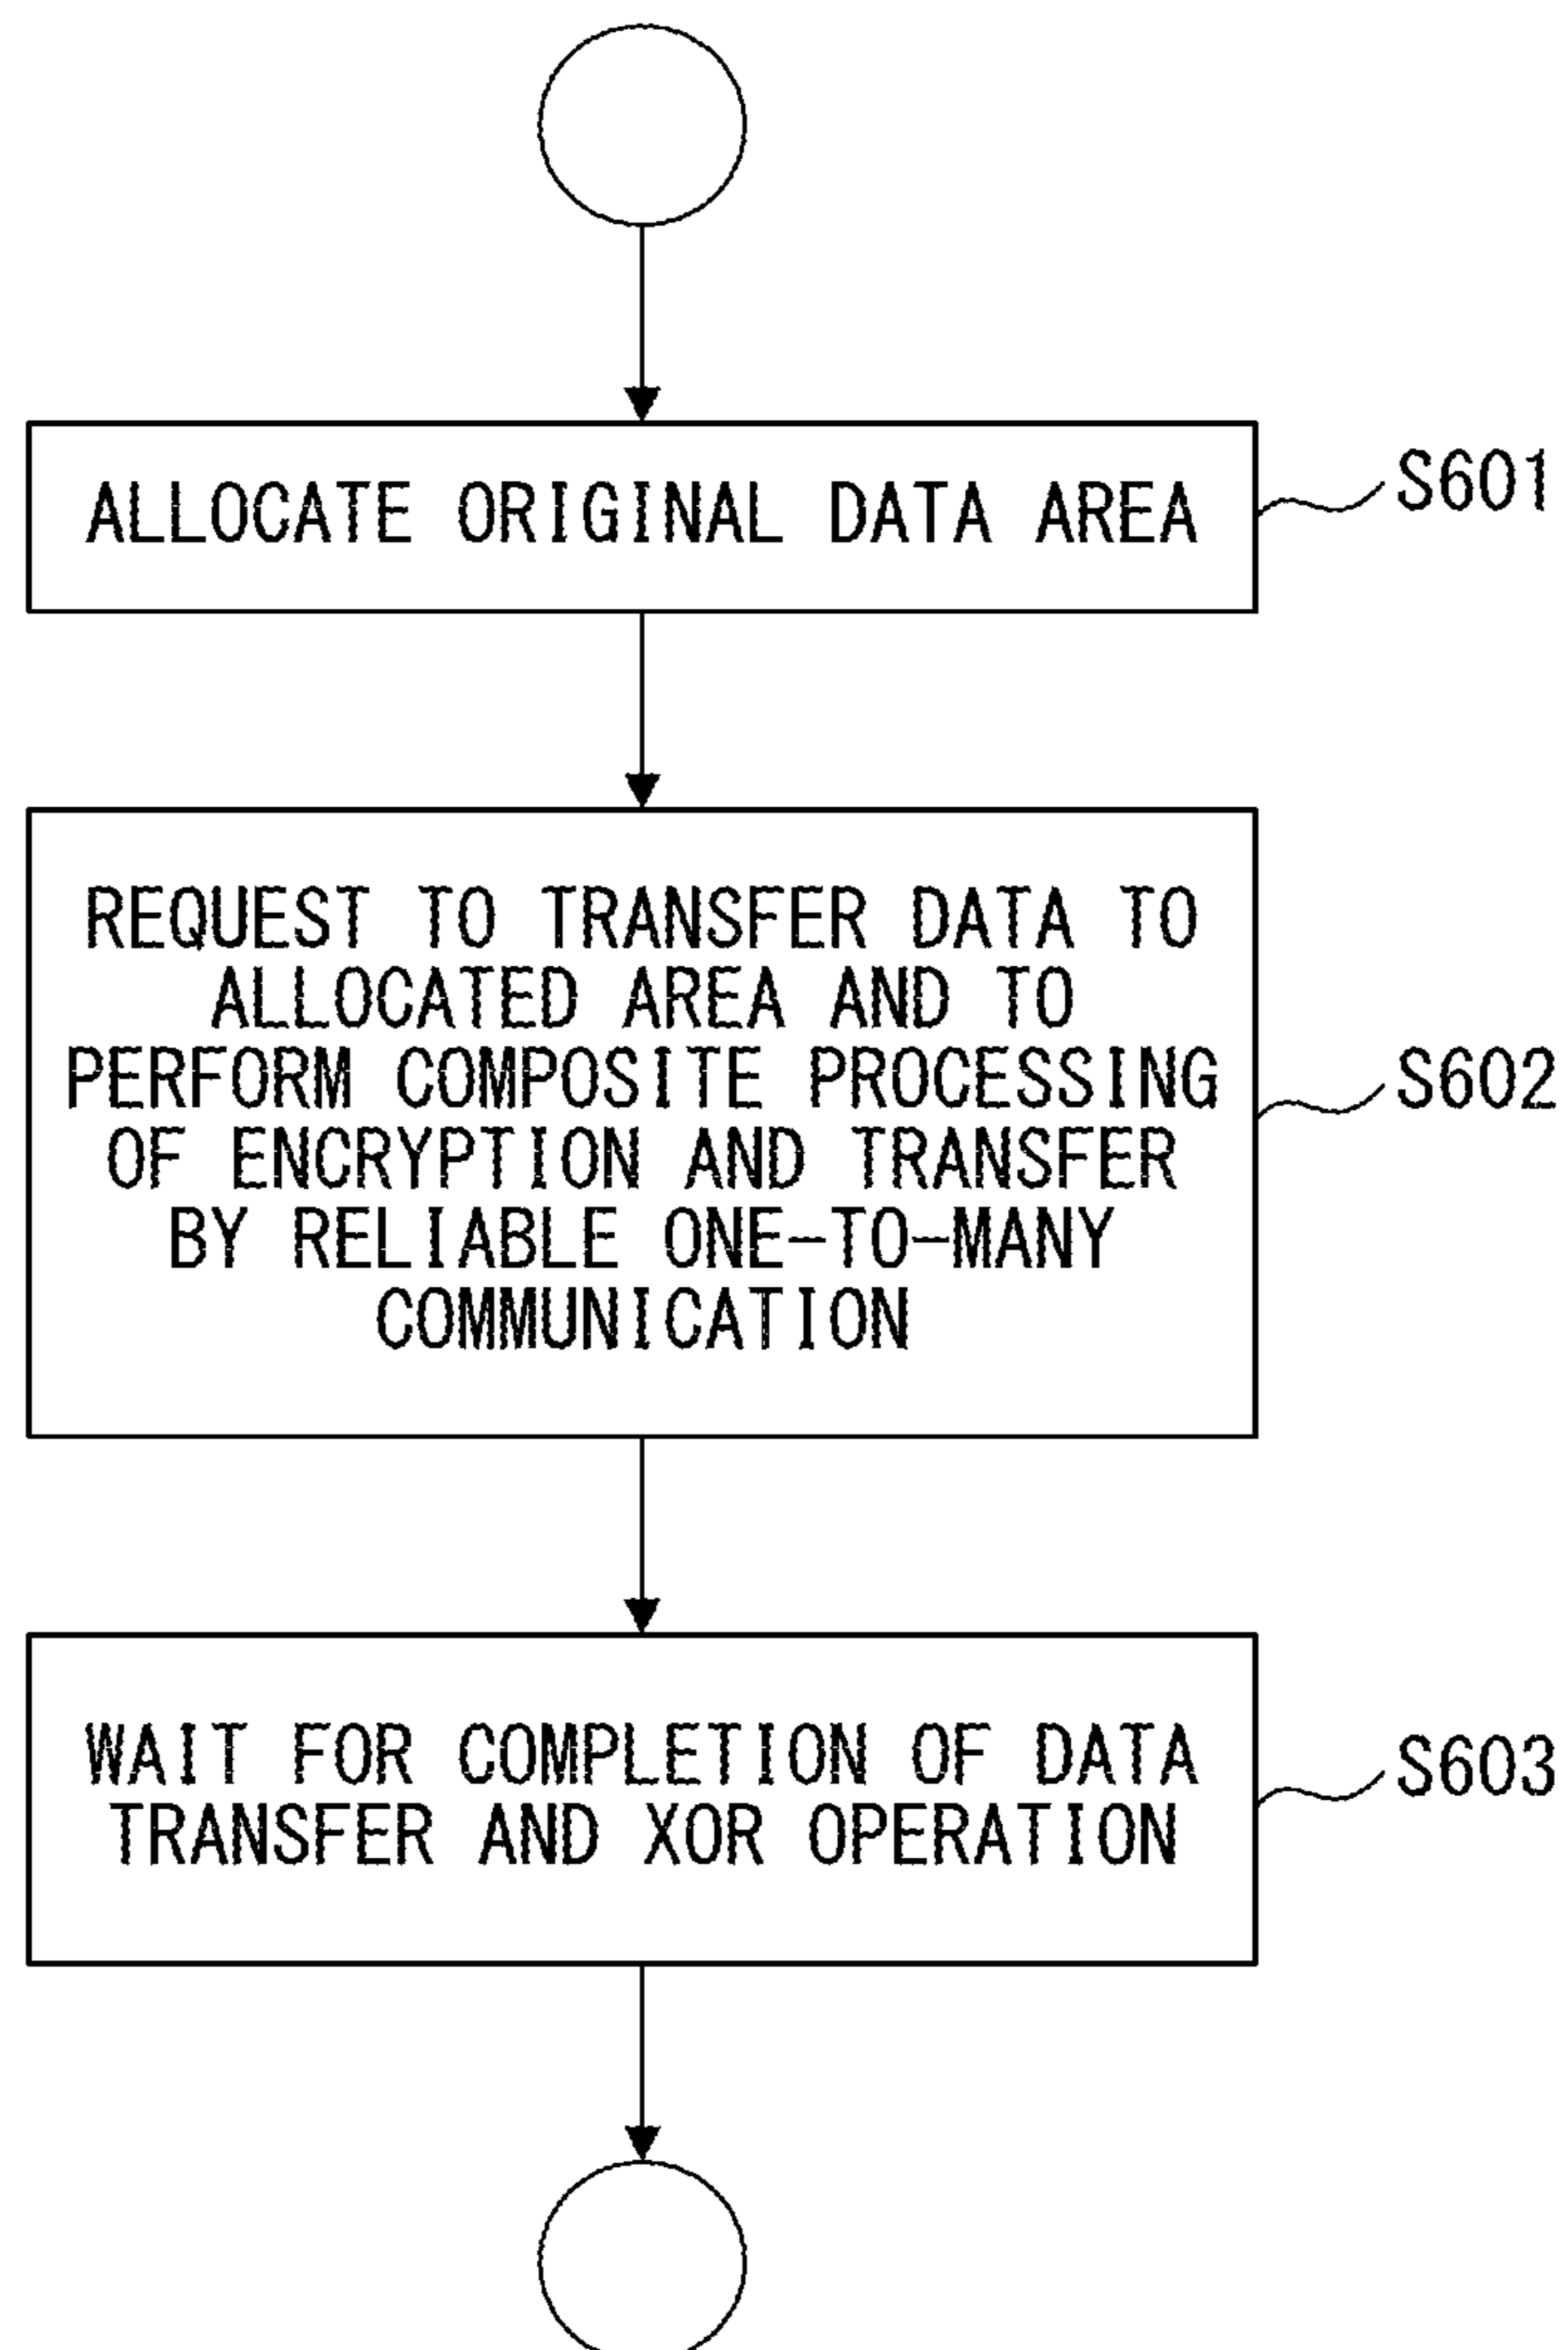 ALLOCATE ORIGINAL DATA AREA
S601
REQUEST TO TRANSFER DATA TO
ALLOCATED AREA AND TO
PERFORM COMPOSITE PROCESSING
OF ENCRYPTION AND TRANSFER
BY RELIABLE ONE-TO-MANY
COMMUNICATION
S602
WAIT FOR COMPLETION OF DATA
TRANSFER AND XOR OPERATION
S603